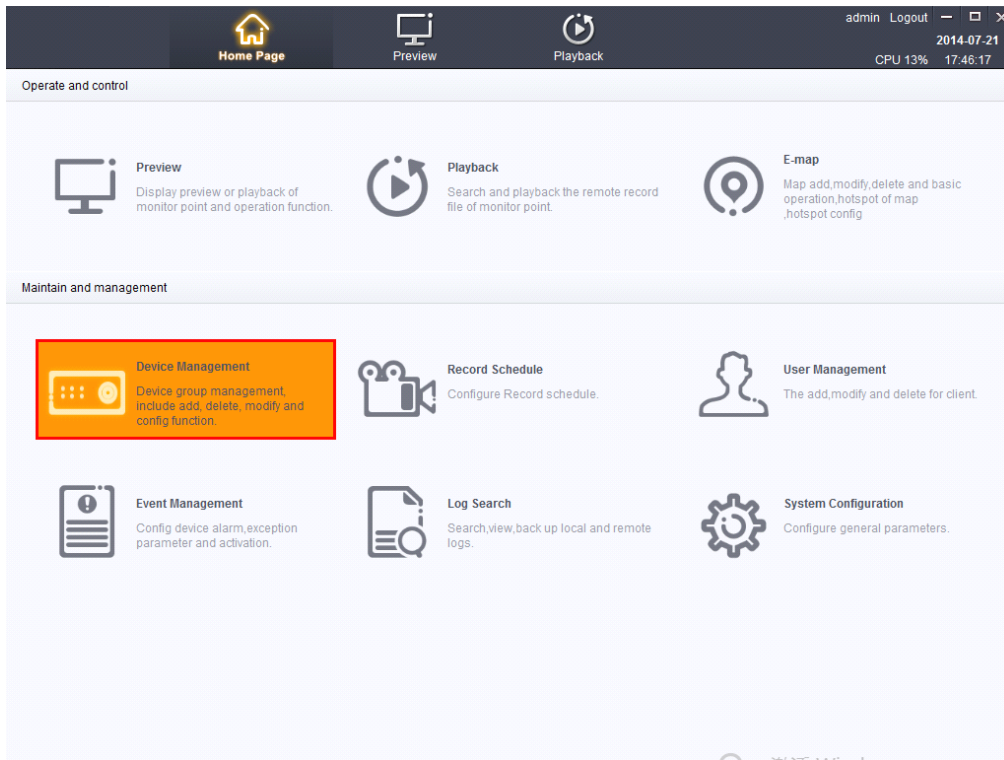 admin Logout
2014-07-21
Home Page
Preview
Playback
CPU 13% 17:46:17
Operate and control
Preview
Display preview or playback of
monitor point and operation function.
Playback
Search and playback the remote record
file of monitor point.
E-map
Map add,modify,delete and basic
operation,hotspot of map
,hotspot config
Maintain and management
Device Management
Device group management,
include add, delete, modify and
config function.
Record Schedule
Configure Record schedule.
User Management
The add,modify and delete for client.
Event Management
Config device alarm,exception
parameter and activation.
Log Search
Search,view,back up local and remote
logs.
System Configuration
Configure general parameters.